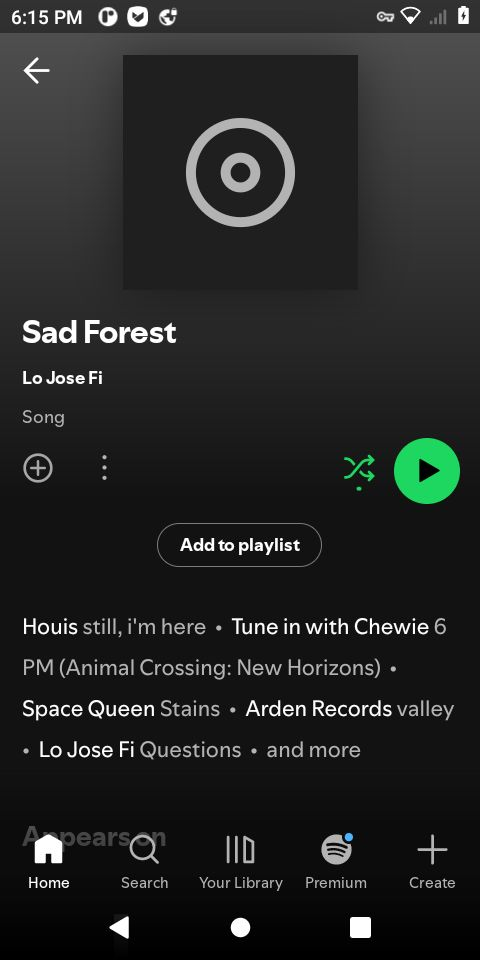 6:15 PM
Sad Forest
Lo Jose Fi
Song
Add to playlist
Houis still, i'm here • Tune in with Chewie 6
PM (Animal Crossing: New Horizons) •
Space Queen Stains • Arden Records valley
• Lo Jose Fi Questions • and more
Appears on
Home Search Your Library Premium Create